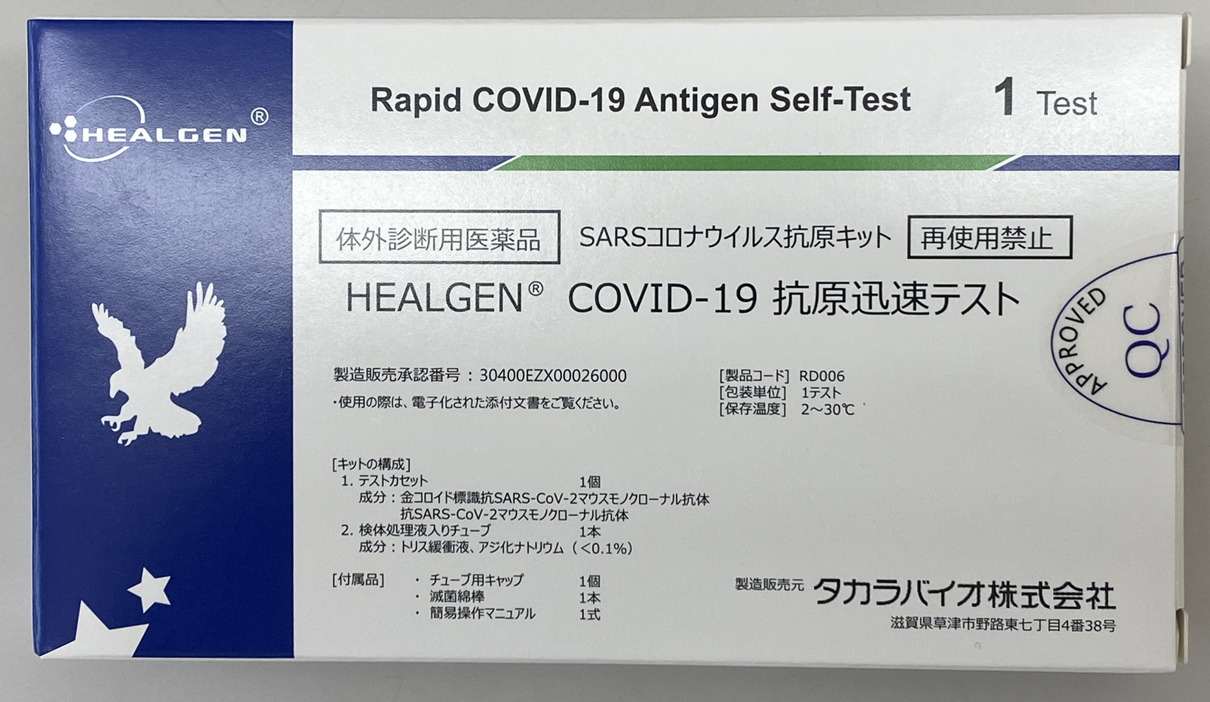 HEALGEN®
Rapid COVID-19 Antigen Self-Test 1 Test
体外診断用医薬品 SARSコロナウイルス抗原キット 再使用禁止
HEALGEN® COVID-19 抗原迅速テスト
APPROVED
QC
製造販売承認番号：30400EZX00026000
・使用の際は、電子化された添付文書をご覧ください。
[製品コード] RD006
[包装単位] 1テスト
[保存温度] 2～30℃
[キットの構成]
1. テストカセット 1個
成分：金コロイド標識抗SARS-CoV-2マウスモノクローナル抗体
抗SARS-CoV-2マウスモノクローナル抗体
2. 検体処理液入りチューブ 1本
成分：トリス緩衝液、アジ化ナトリウム（<0.1%）
[付属品] ・ チューブ用キャップ 1個
・ 滅菌綿棒 1本
・ 簡易操作マニュアル 1式
製造販売元 タカラバイオ株式会社
滋賀県草津市野路東七丁目4番38号